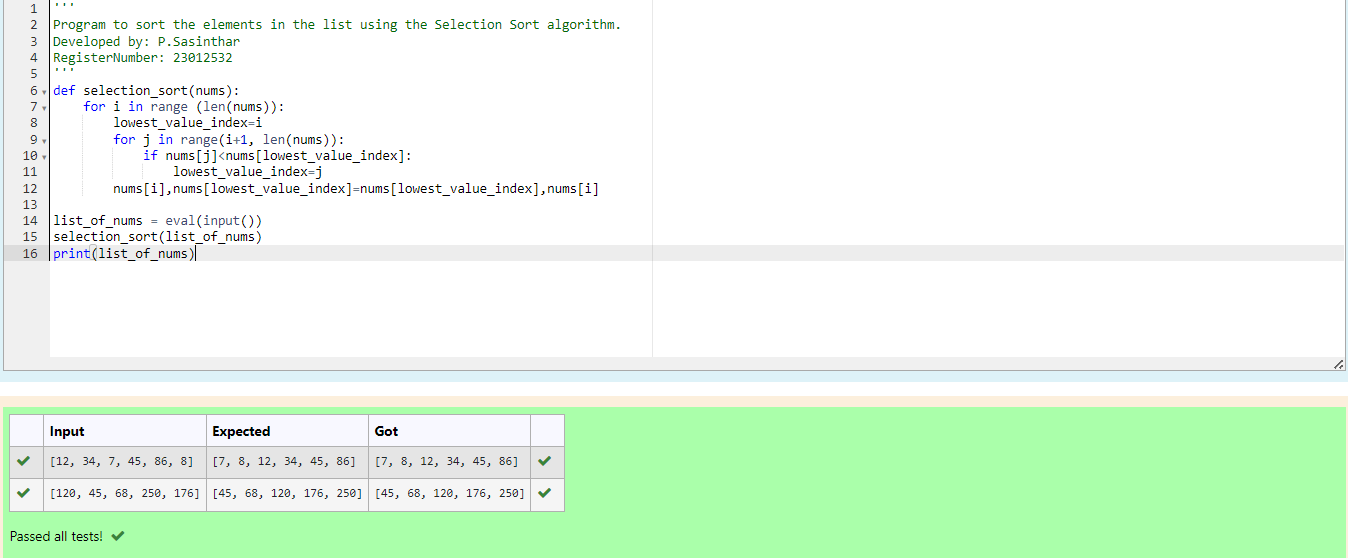 1 '''
2 Program to sort the elements in the list using the Selection Sort algorithm.
3 Developed by: P.Sasinthar
4 RegisterNumber: 23012532
5 '''
6 def selection_sort(nums):
7     for i in range (len(nums)):
8         lowest_value_index=i
9         for j in range(i+1, len(nums)):
10             if nums[j]<nums[lowest_value_index]:
11                 lowest_value_index=j
12         nums[i],nums[lowest_value_index]=nums[lowest_value_index],nums[i]
13
14 list_of_nums = eval(input())
15 selection_sort(list_of_nums)
16 print(list_of_nums)
Input Expected Got
[12, 34, 7, 45, 86, 8] [7, 8, 12, 34, 45, 86] [7, 8, 12, 34, 45, 86]
[120, 45, 68, 250, 176] [45, 68, 120, 176, 250] [45, 68, 120, 176, 250]
Passed all tests!